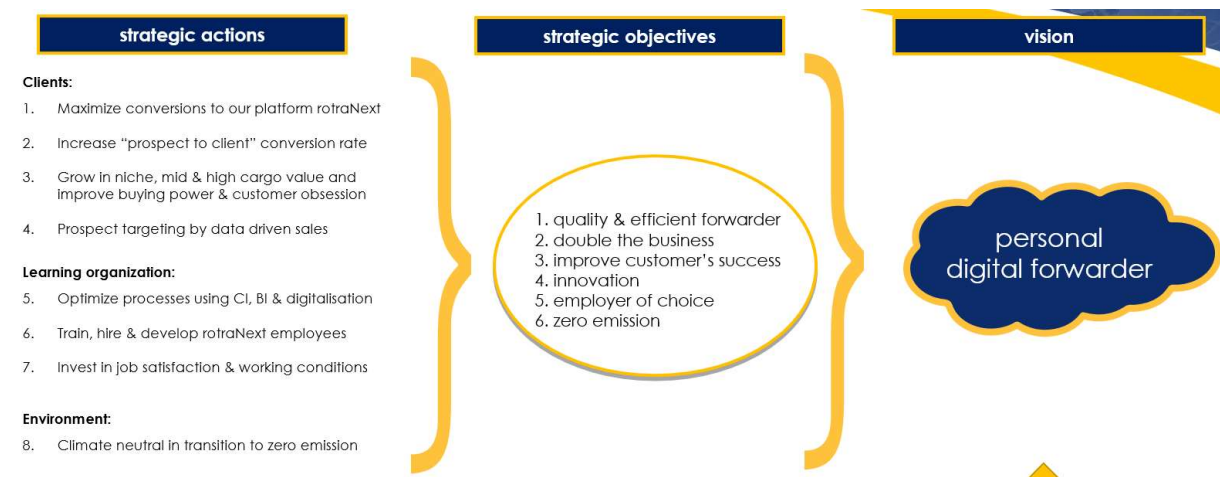 strategic actions
Clients:
1. Maximize conversions to our platform rotraNext
2. Increase “prospect to client” conversion rate
3. Grow in niche, mid & high cargo value and
improve buying power & customer obsession
4. Prospect targeting by data driven sales
Learning organization:
5. Optimize processes using CI, BI & digitalisation
6. Train, hire & develop rotraNext employees
7. Invest in job satisfaction & working conditions
Environment:
8. Climate neutral in transition to zero emission
strategic objectives
1. quality & efficient forwarder
2. double the business
3. improve customer’s success
4. innovation
5. employer of choice
6. zero emission
vision
personal
digital forwarder